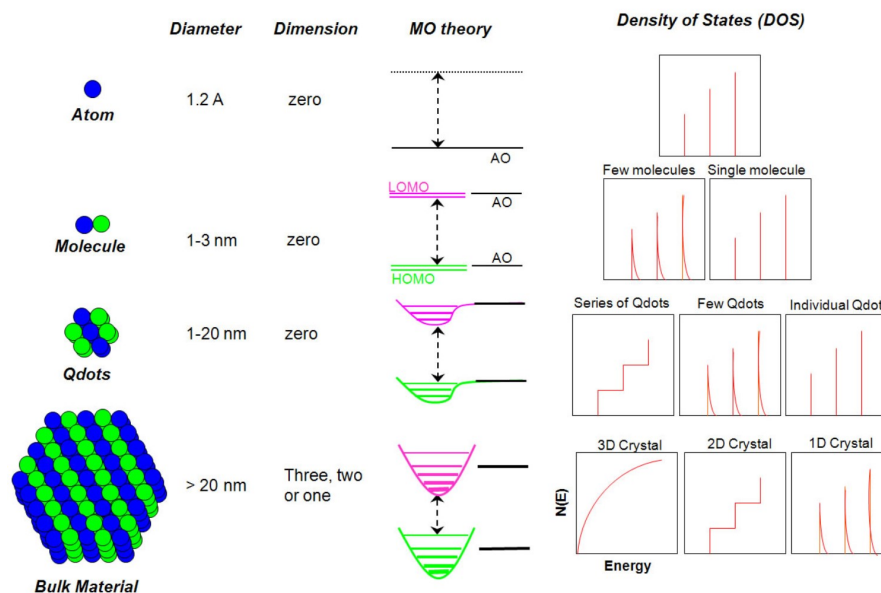 Diameter Dimension MO theory Density of States (DOS)
Atom
1.2 A
zero
AO
Few molecules Single molecule
LOMO
AO
Molecule
1-3 nm
zero
AO
HOMO
Series of Qdots Few Qdots Individual Qdot
Qdots
1-20 nm
zero
3D Crystal 2D Crystal 1D Crystal
> 20 nm
Three, two
or one
N(E)
Energy
Bulk Material